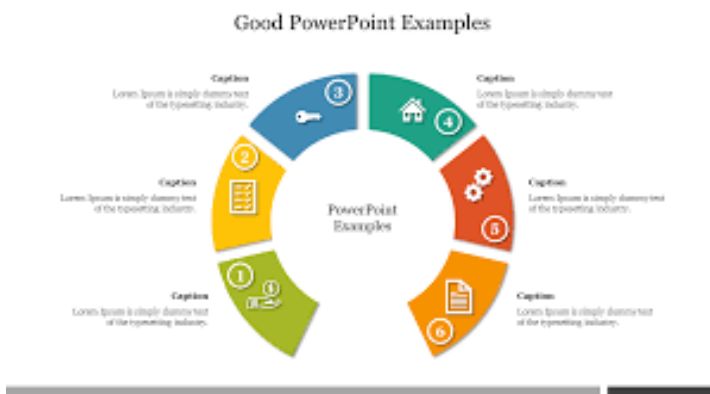 Good PowerPoint Examples
Caption
Lorem Ipsum is simply dummy text
of the typesetting industry.
3
Caption
Lorem Ipsum is simply dummy text
of the typesetting industry.
4
Caption
Lorem Ipsum is simply dummy text
of the typesetting industry.
2
PowerPoint
Examples
Caption
Lorem Ipsum is simply dummy text
of the typesetting industry.
5
Caption
Lorem Ipsum is simply dummy text
of the typesetting industry.
1
$
Caption
Lorem Ipsum is simply dummy text
of the typesetting industry.
6